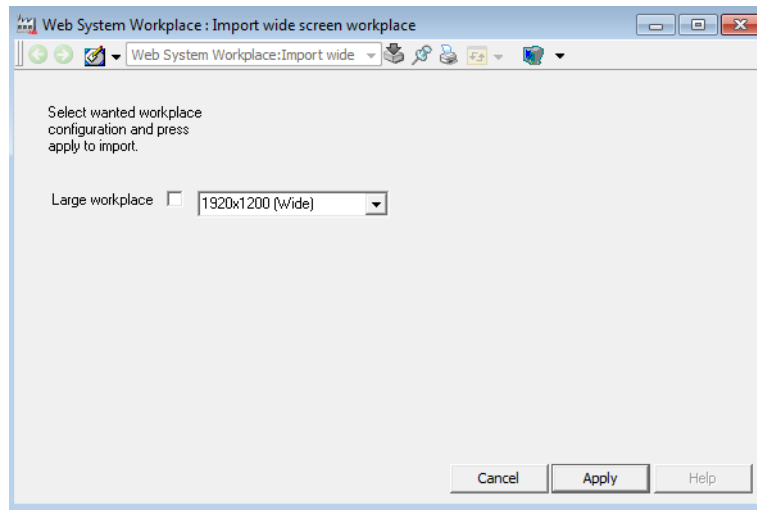 Web System Workplace : Import wide screen workplace
Web System Workplace:Import wide
Select wanted workplace
configuration and press
apply to import.
Large workplace 1920x1200 (Wide)
Cancel Apply Help